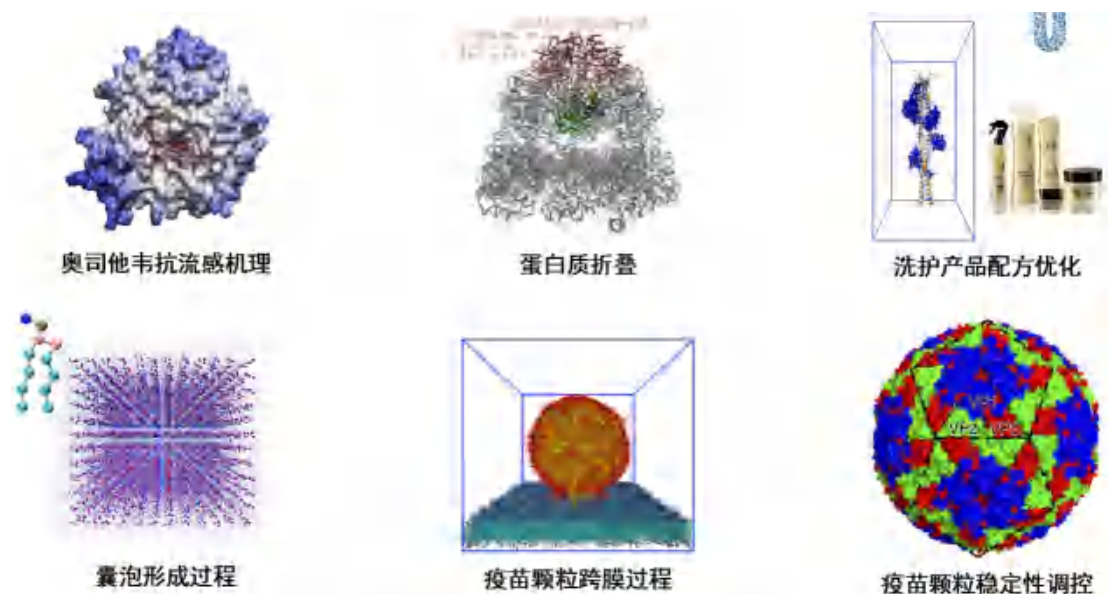 奥司他韦抗流感机理
蛋白质折叠
洗护产品配方优化
囊泡形成过程
疫苗颗粒跨膜过程
疫苗颗粒稳定性调控